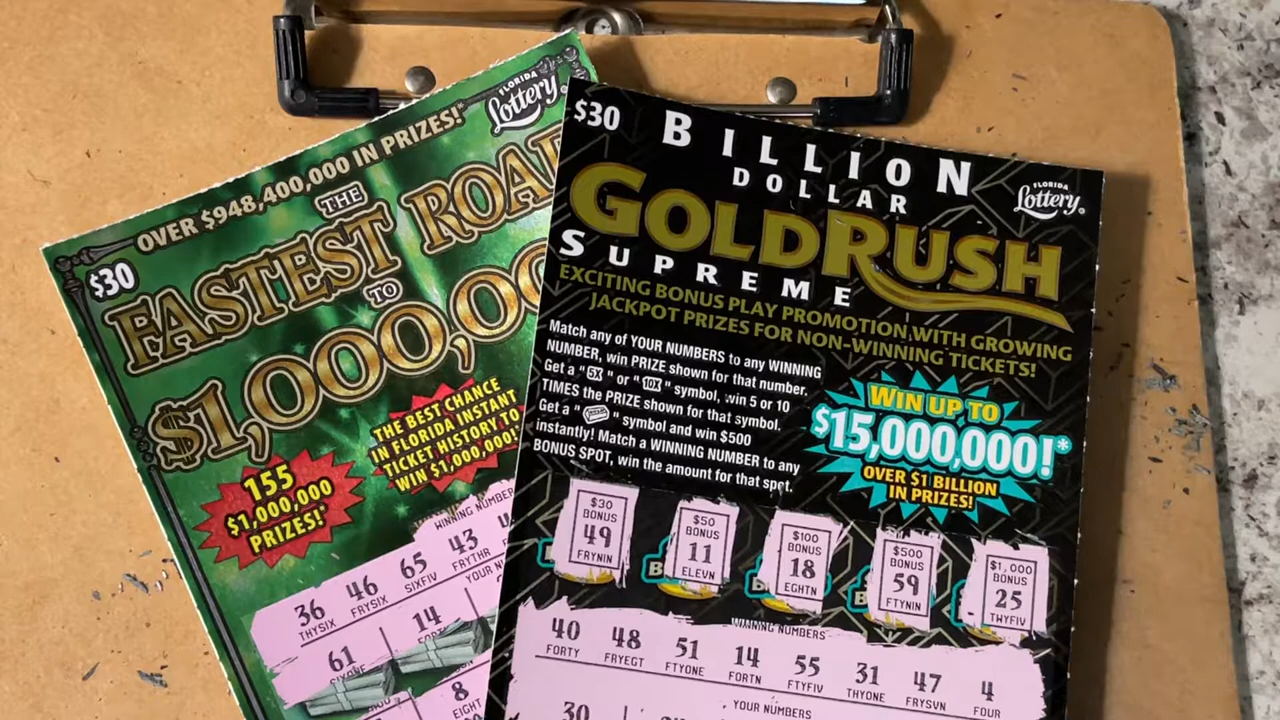 OVER $948,400,000 IN PRIZES!*
FLORIDA
Lottery
$30
THE
FASTEST ROAD
TO
$1,000,00
155
$1,000,000
PRIZES!*
THE BEST CHANCE
IN FLORIDA INSTANT
TICKET HISTORY TO
WIN $1,000,000!*
WINNING NUMBER
36 46 65 43
THYSIX FRYSIX SIXFIV FRYTHR
YOUR
61 14
8
EIGHT
$30
BILLION
DOLLAR
GOLD RUSH
SUPREME
FLORIDA
Lottery
EXCITING BONUS PLAY PROMOTION WITH GROWING
JACKPOT PRIZES FOR NON-WINNING TICKETS!
Match any of YOUR NUMBERS to any WINNING
NUMBER, win PRIZE shown for that number.
Get a "5X" or "10X" symbol, win 5 or 10
TIMES the PRIZE shown for that symbol.
Get a " " symbol and win $500
instantly! Match a WINNING NUMBER to any
BONUS SPOT, win the amount for that spot.
WIN UP TO
$15,000,000!*
OVER $1 BILLION
IN PRIZES!
$30 $50 $100 $500 $1,000
BONUS BONUS BONUS BONUS BONUS
49 11 18 59 25
FRYNIN ELEVN EGHTN FTYNIN TWYFIV
WINNING NUMBERS
40 48 51 14 55 31 47 4
FORTY FRYEGT FTYONE FORTN FTYFIV THYONE FRYSVN FOUR
YOUR NUMBERS
30